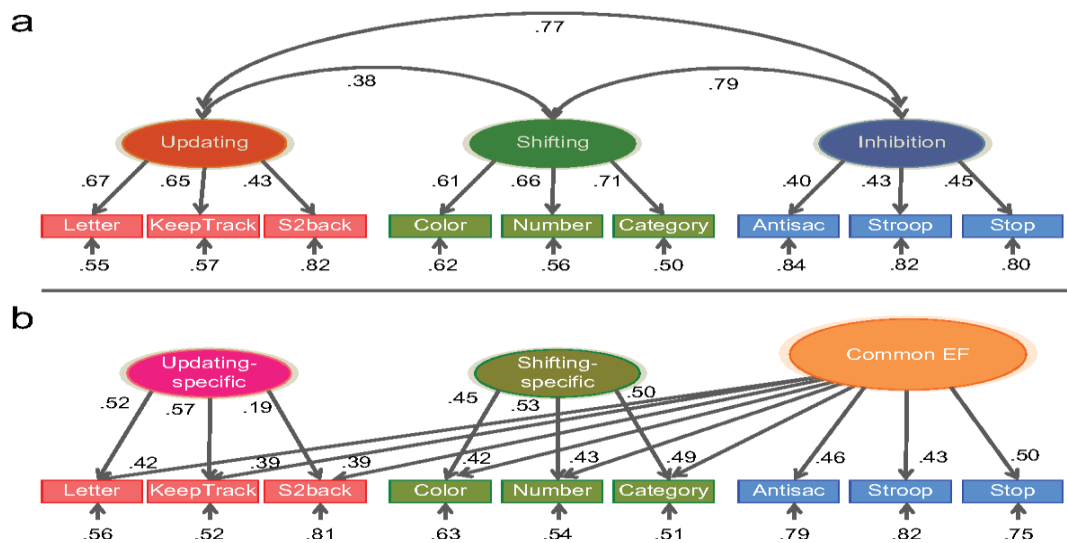 a
.77
.38 .79
Updating Shifting Inhibition
.67 .65 .43 .61 .66 .71 .40 .43 .45
Letter KeepTrack S2back Color Number Category Antisac Stroop Stop
.55 .57 .82 .62 .56 .50 .84 .82 .80
b
Updating-
specific
Shifting-
specific
Common EF
.52 .57 .19 .45 .53 .50
.42 .39 .39 .42 .43 .49 .46 .43 .50
Letter KeepTrack S2back Color Number Category Antisac Stroop Stop
.56 .52 .81 .63 .54 .51 .79 .82 .75